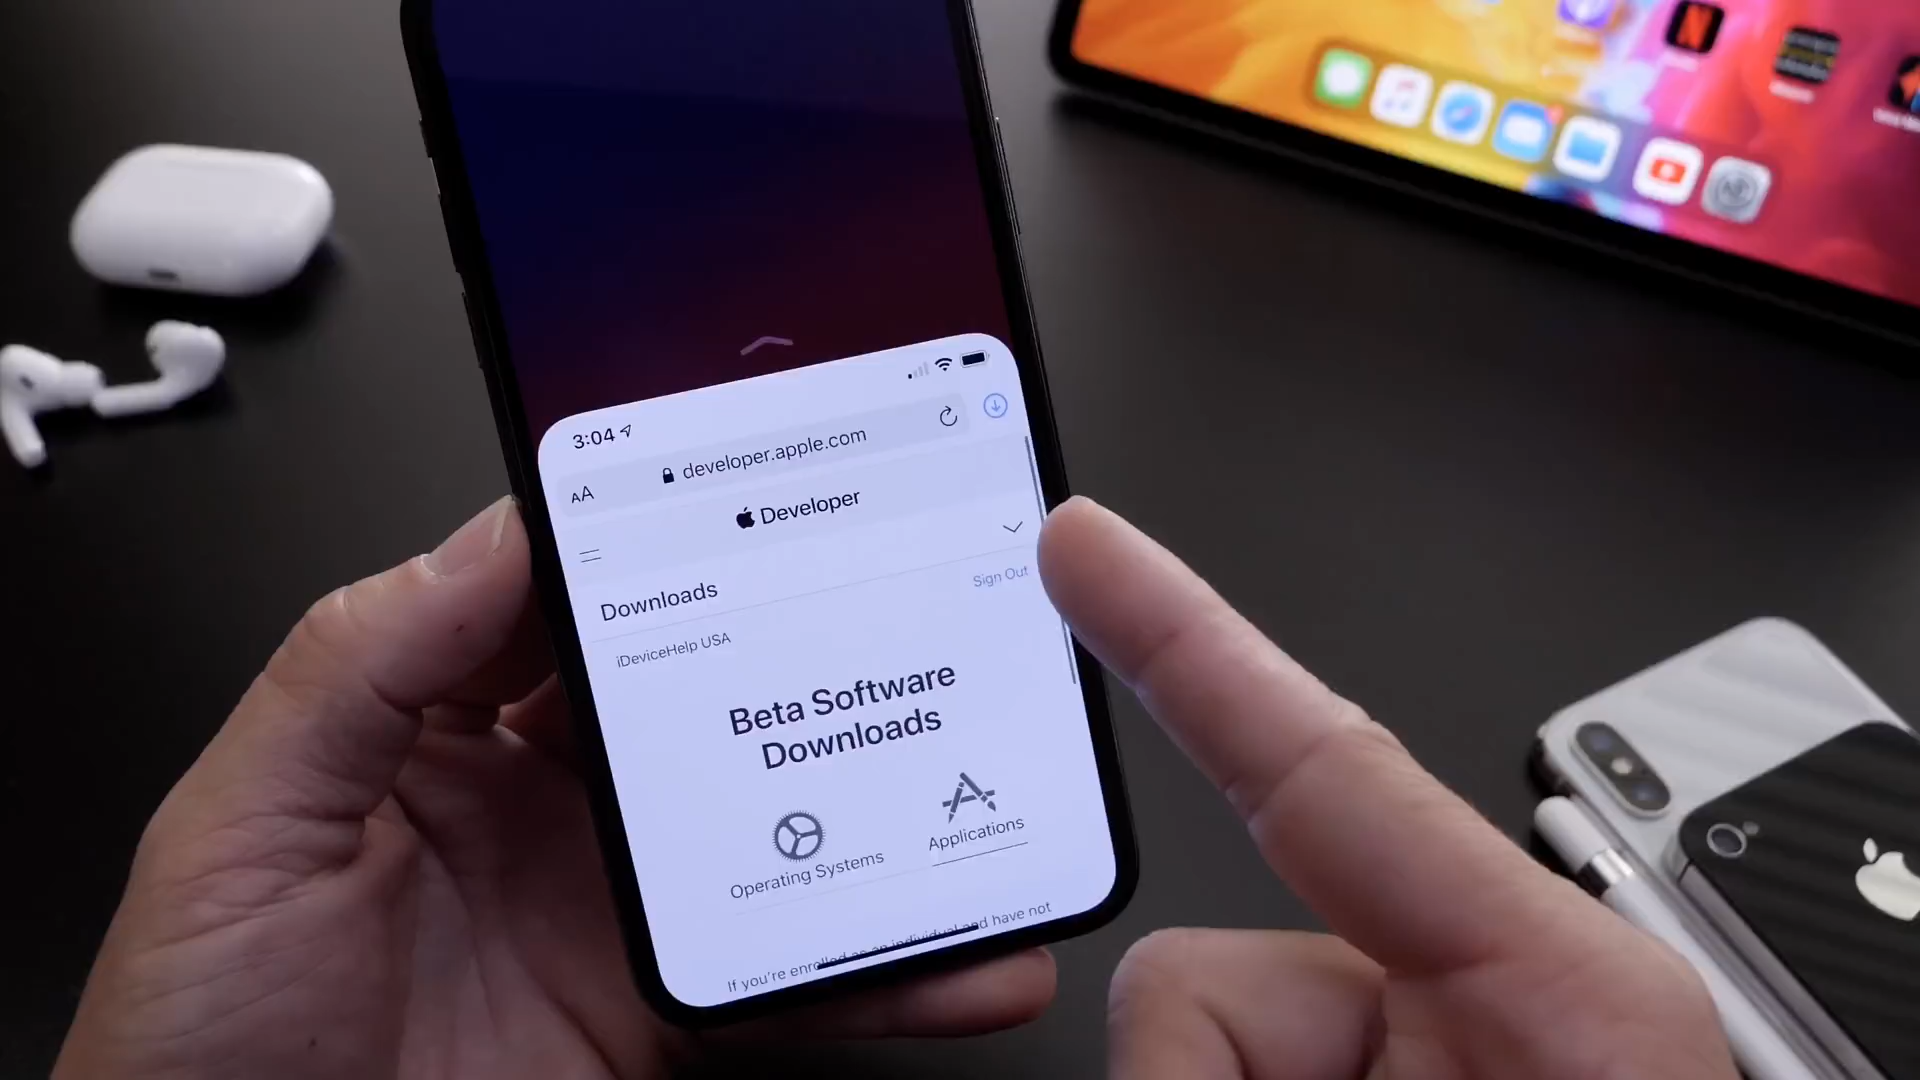 3:04
AA developer.apple.com
Developer
Downloads
Sign Out
iDeviceHelp USA
Beta Software
Downloads
Operating Systems
Applications
If you're enrolled as an individual and have not